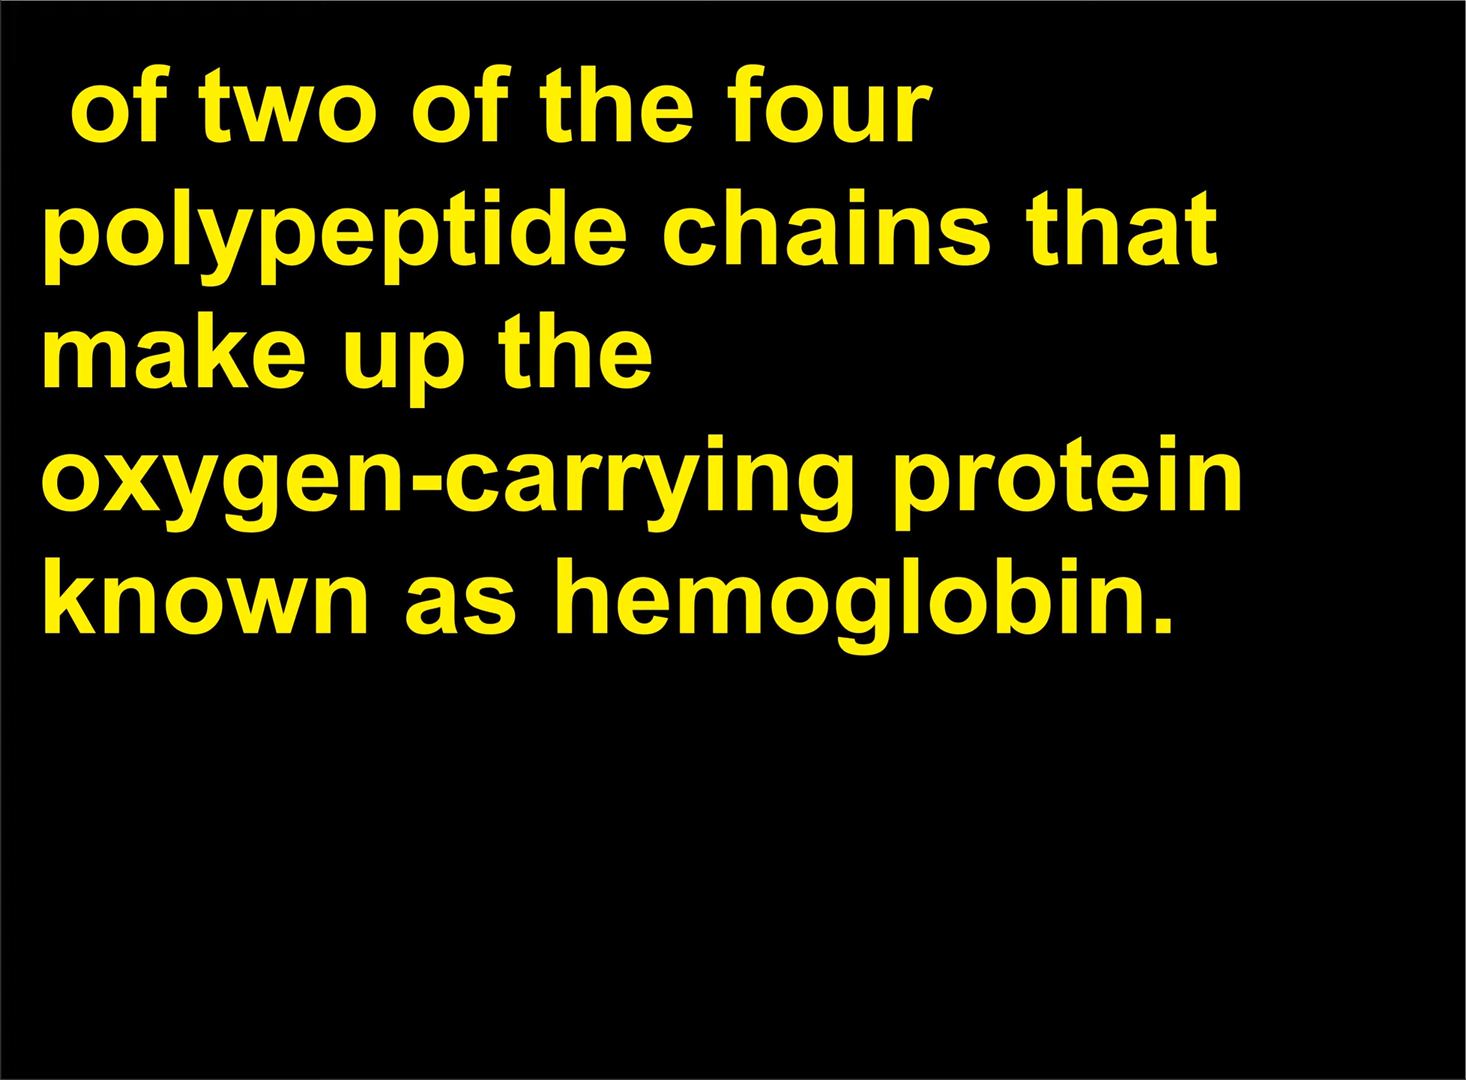 of two of the four
polypeptide chains that
make up the
oxygen-carrying protein
known as hemoglobin.